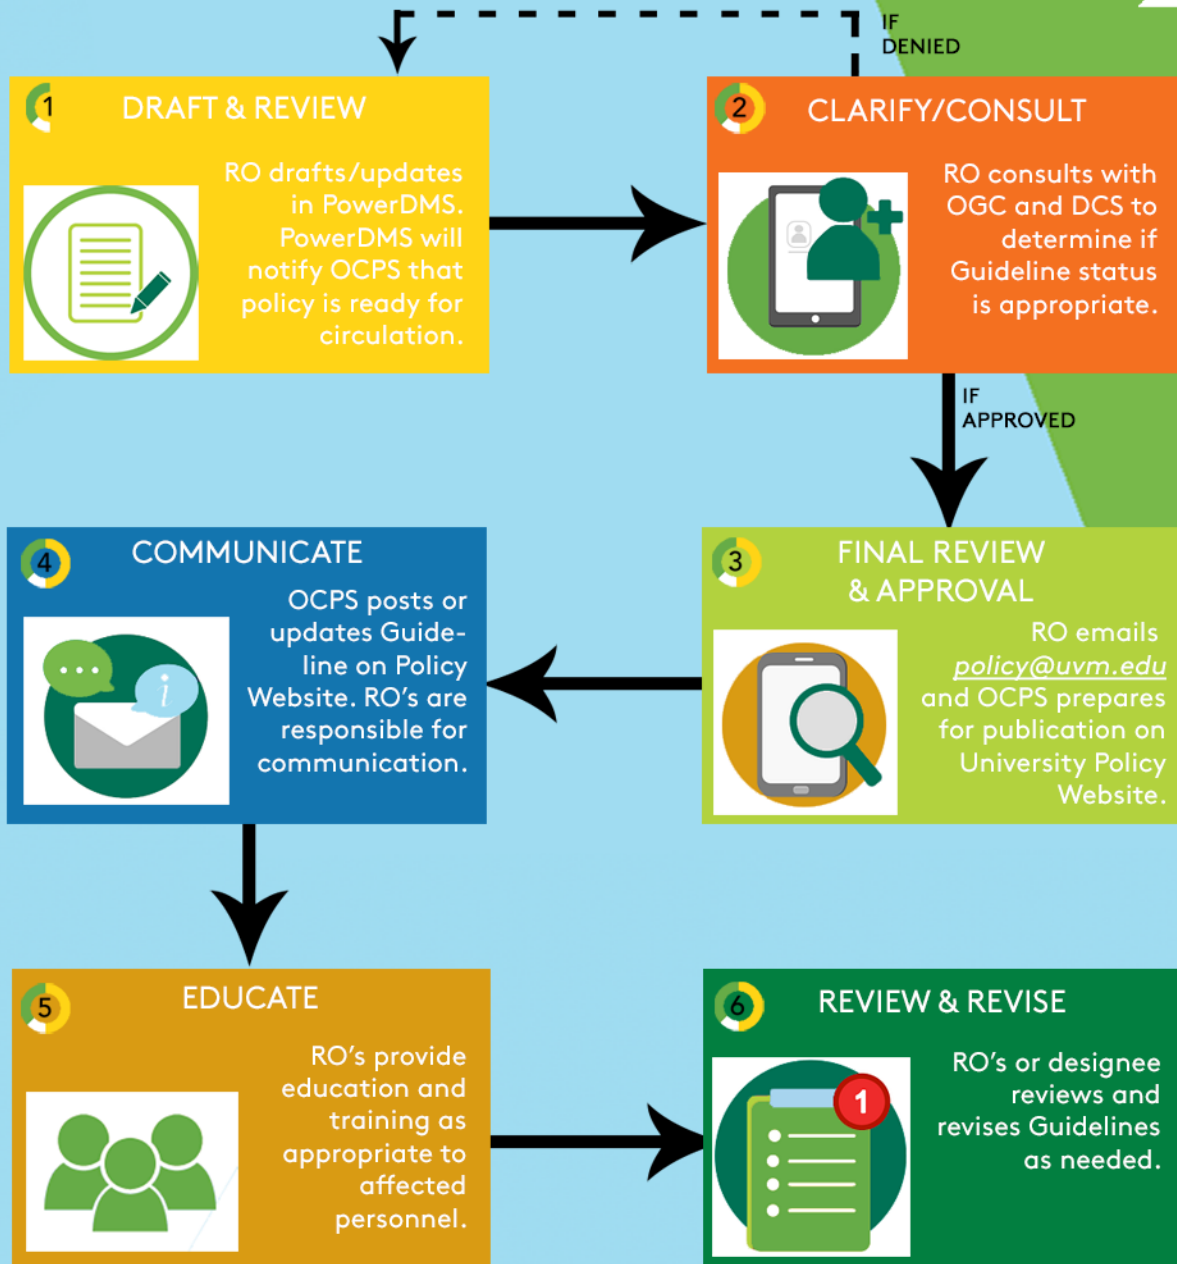 IF
DENIED
1
DRAFT & REVIEW
RO drafts/updates
in PowerDMS.
PowerDMS will
notify OCPS that
policy is ready for
circulation.
2
CLARIFY/CONSULT
RO consults with
OGC and DCS to
determine if
Guideline status
is appropriate.
IF
APPROVED
3
FINAL REVIEW
& APPROVAL
RO emails
policy@uvm.edu
and OCPS prepares
for publication on
University Policy
Website.
4
COMMUNICATE
OCPS posts or
updates Guide-
line on Policy
Website. RO's are
responsible for
communication.
i
5
EDUCATE
RO's provide
education and
training as
appropriate to
affected
personnel.
6
REVIEW & REVISE
1
RO's or designee
reviews and
revises Guidelines
as needed.